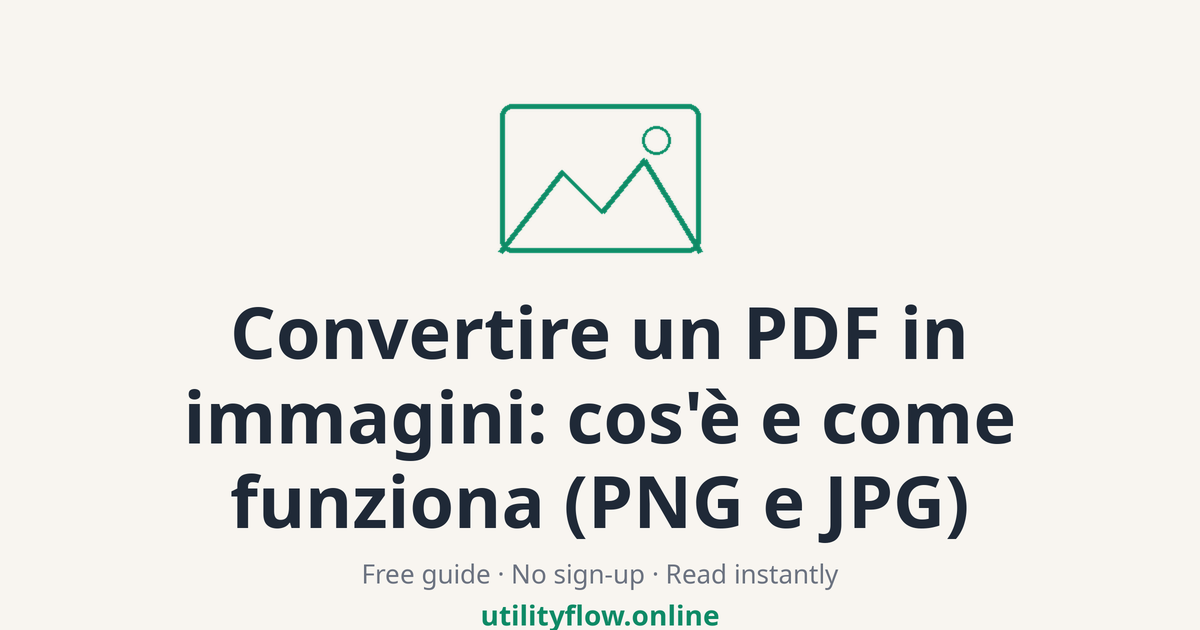 Convertire un PDF in
immagini: cos'è e come
funziona (PNG e JPG)
Free guide · No sign-up · Read instantly
utilityflow.online